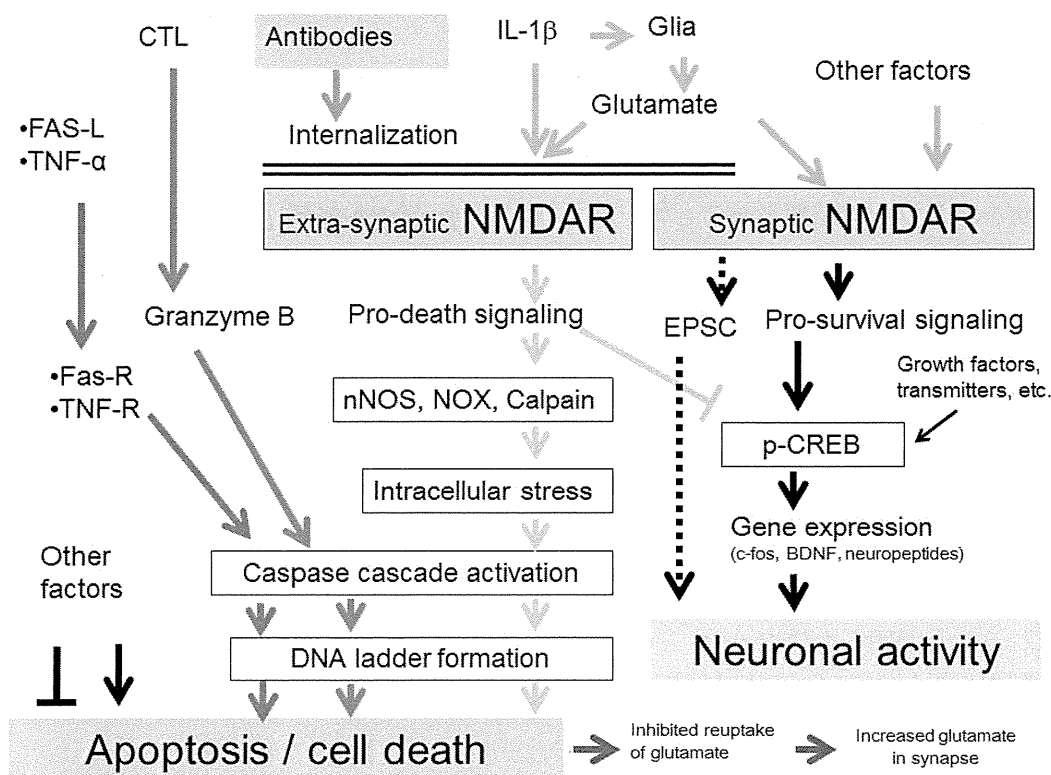 CTL
Antibodies
IL-1β
Glia
Other factors
Glutamate
•FAS-L
•TNF-α
Internalization
Extra-synaptic NMDAR
Synaptic NMDAR
Granzyme B
Pro-death signaling
EPSC
Pro-survival signaling
•Fas-R
•TNF-R
Growth factors,
transmitters, etc.
nNOS, NOX, Calpain
p-CREB
Intracellular stress
Gene expression
(c-fos, BDNF, neuropeptides)
Other
factors
Caspase cascade activation
DNA ladder formation
Neuronal activity
Apoptosis / cell death
Inhibited reuptake
of glutamate
Increased glutamate
in synapse